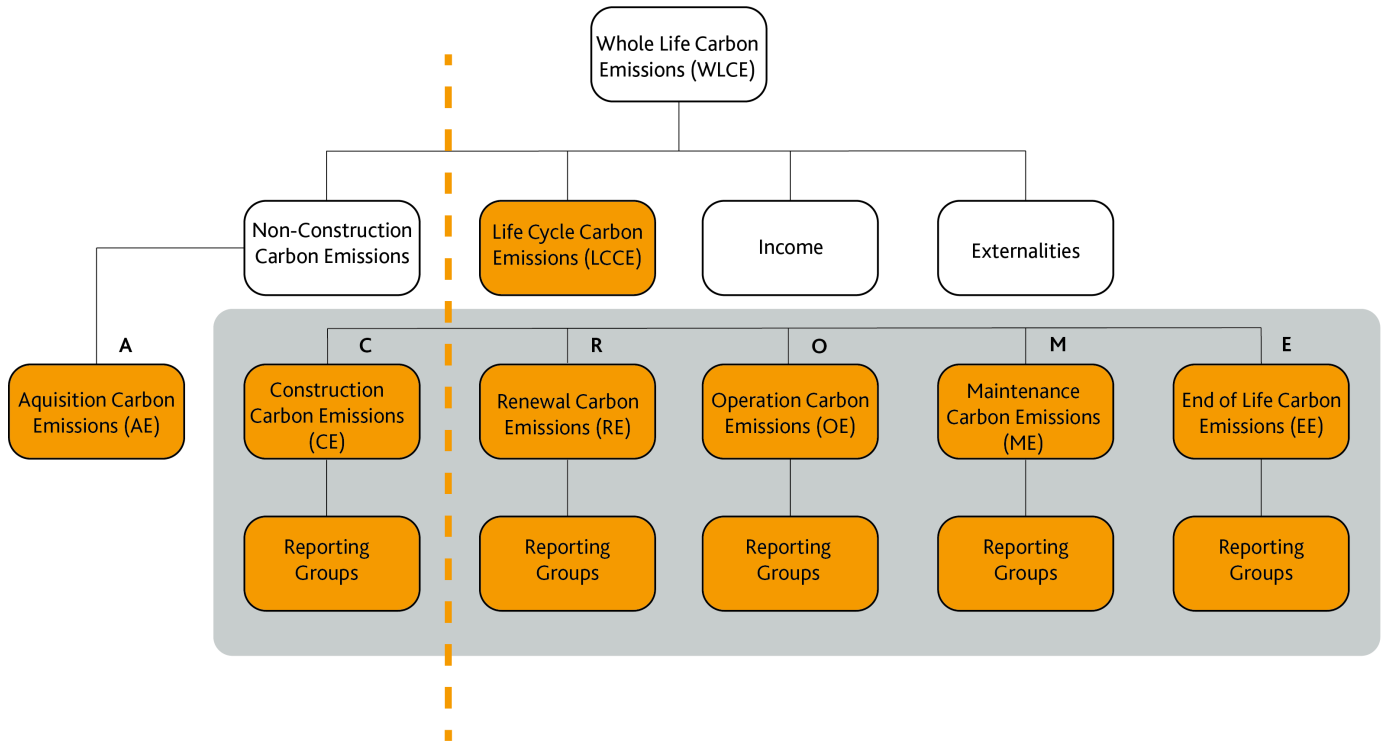 Whole Life Carbon
Emissions (WLCE)
Non-Construction
Carbon Emissions
Life Cycle Carbon
Emissions (LCCE)
Income
Externalities
A
C
R
O
M
E
Aquisition Carbon
Emissions (AE)
Construction
Carbon Emissions
(CE)
Renewal Carbon
Emissions (RE)
Operation Carbon
Emissions (OE)
Maintenance
Carbon Emissions
(ME)
End of Life Carbon
Emissions (EE)
Reporting
Groups
Reporting
Groups
Reporting
Groups
Reporting
Groups
Reporting
Groups